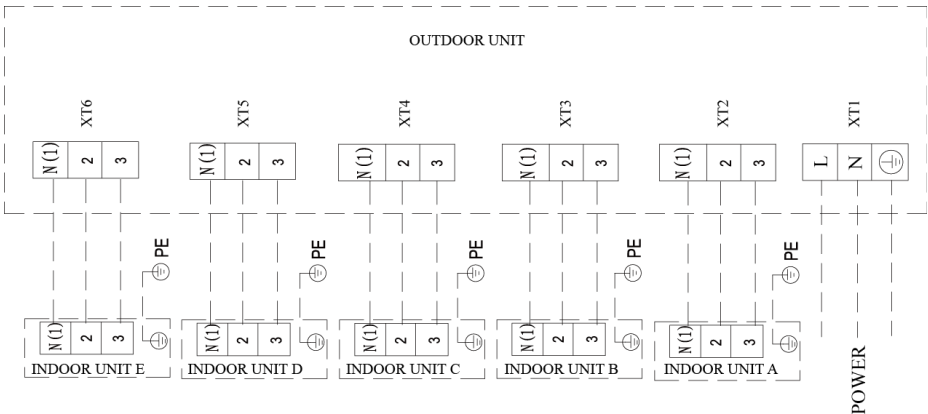 OUTDOOR UNIT
XT6 XT5 XT4 XT3 XT2 XT1
N (1) 2 3 N (1) 2 3 N (1) 2 3 N (1) 2 3 N (1) 2 3 L N
PE PE PE PE PE
N (1) 2 3 N (1) 2 3 N (1) 2 3 N (1) 2 3 N (1) 2 3
INDOOR UNIT E INDOOR UNIT D INDOOR UNIT C INDOOR UNIT B INDOOR UNIT A
POWER